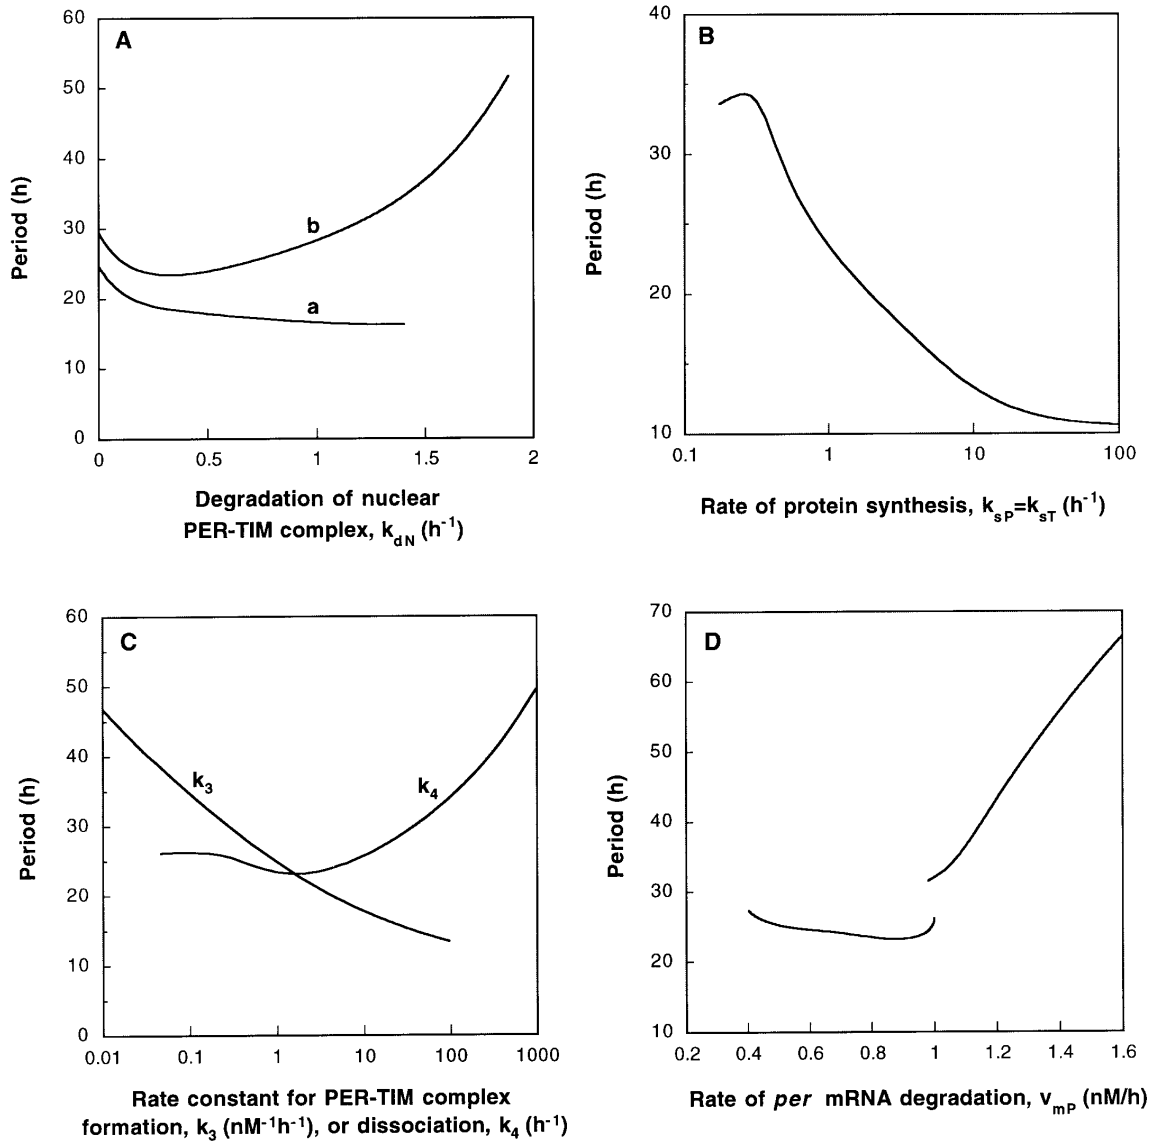 A
60
50
40
30
20
10
0
Period (h)
b
a
0 0.5 1 1.5 2
Degradation of nuclear
PER-TIM complex, k_dN (h⁻¹)
B
40
30
20
10
Period (h)
0.1 1 10 100
Rate of protein synthesis, k_sP=k_sT (h⁻¹)
C
60
50
40
30
20
10
0
Period (h)
k₃
k₄
0.01 0.1 1 10 100 1000
Rate constant for PER-TIM complex
formation, k₃ (nM⁻¹h⁻¹), or dissociation, k₄ (h⁻¹)
D
70
60
50
40
30
20
10
Period (h)
0.2 0.4 0.6 0.8 1 1.2 1.4 1.6
Rate of per mRNA degradation, v_mP (nM/h)